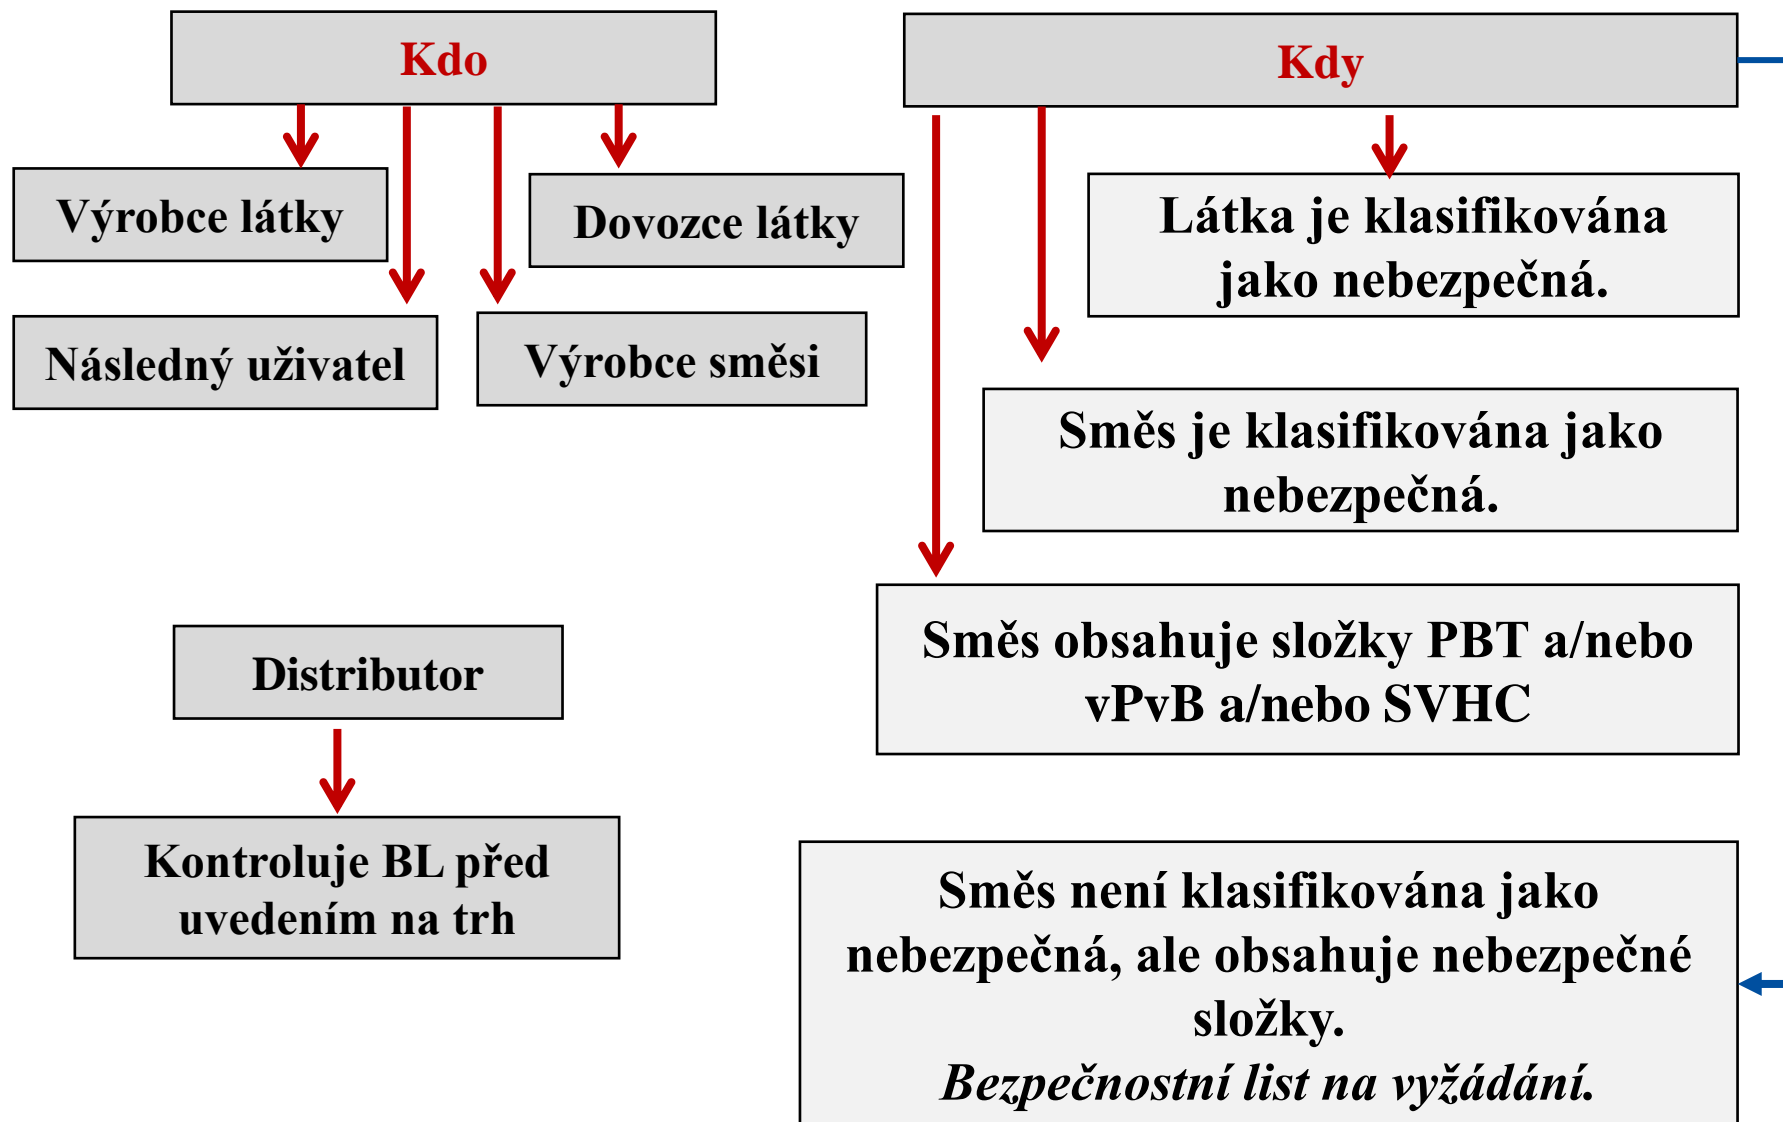 Kdo
Výrobce látky
Dovozce látky
Následný uživatel
Výrobce směsi
Distributor
Kontroluje BL před
uvedením na trh
Kdy
Látka je klasifikována
jako nebezpečná.
Směs je klasifikována jako
nebezpečná.
Směs obsahuje složky PBT a/nebo
vPvB a/nebo SVHC
Směs není klasifikována jako
nebezpečná, ale obsahuje nebezpečné
složky.
Bezpečnostní list na vyžádání.